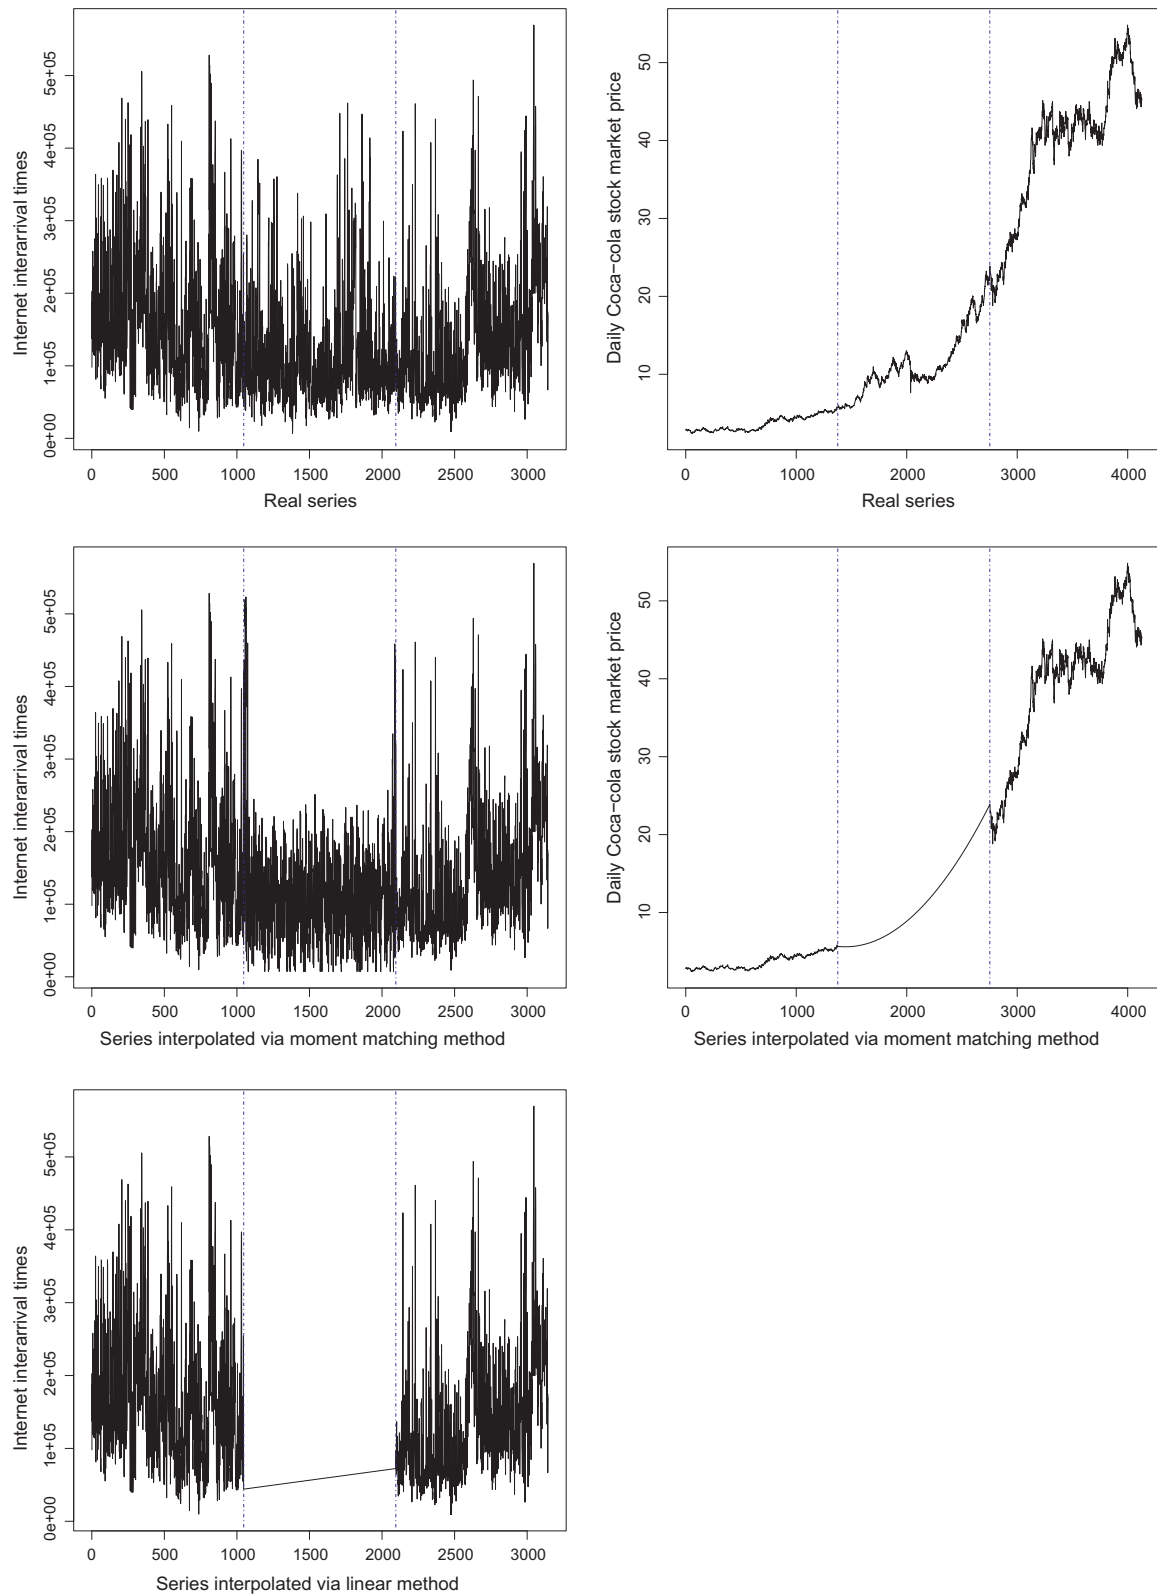 Internet interarrival times
5e+05
4e+05
3e+05
2e+05
1e+05
0e+00
0 500 1000 1500 2000 2500 3000
Real series
Daily Coca−cola stock market price
50
40
30
20
10
0 1000 2000 3000 4000
Real series
Internet interarrival times
5e+05
4e+05
3e+05
2e+05
1e+05
0e+00
0 500 1000 1500 2000 2500 3000
Series interpolated via moment matching method
Daily Coca−cola stock market price
50
40
30
20
10
0 1000 2000 3000 4000
Series interpolated via moment matching method
Internet interarrival times
5e+05
4e+05
3e+05
2e+05
1e+05
0e+00
0 500 1000 1500 2000 2500 3000
Series interpolated via linear method